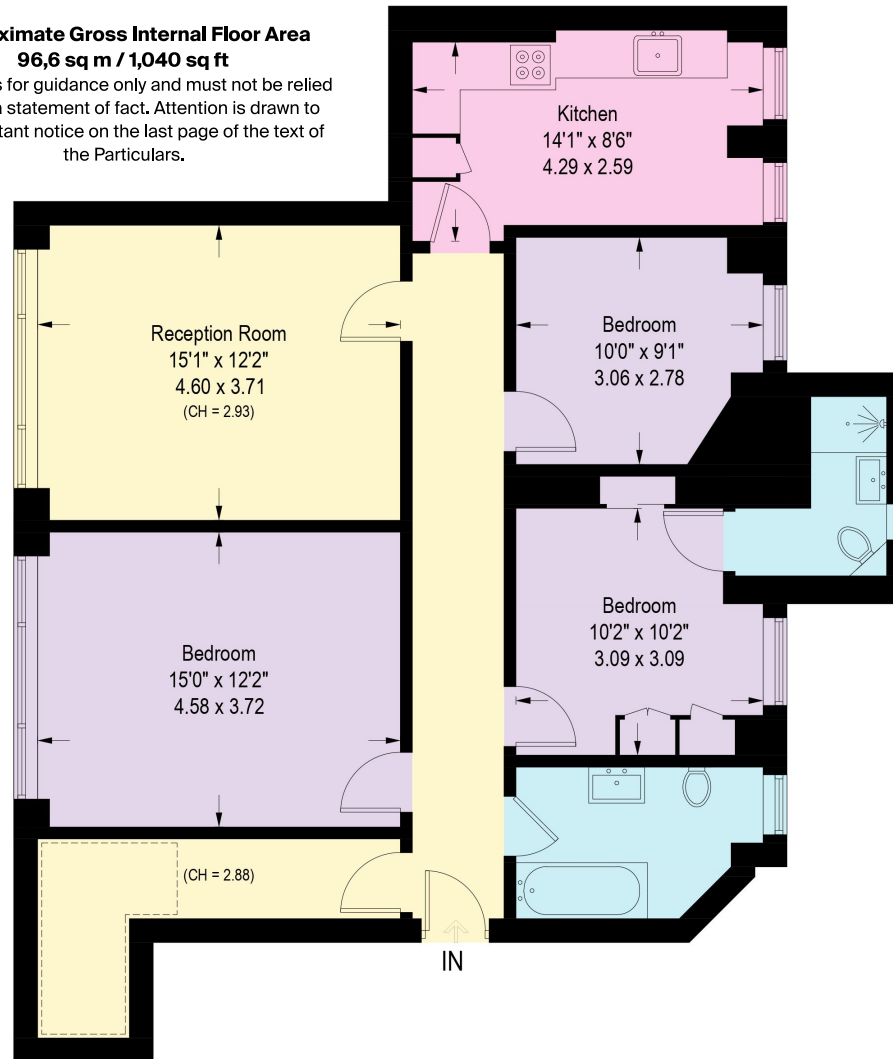 ximate Gross Internal Floor Area
96,6 sq m / 1,040 sq ft
s for guidance only and must not be relied
statement of fact. Attention is drawn to
tant notice on the last page of the text of
the Particulars.
Kitchen
14'1" x 8'6"
4.29 x 2.59
Reception Room
15'1" x 12'2"
4.60 x 3.71
(CH = 2.93)
Bedroom
10'0" x 9'1"
3.06 x 2.78
Bedroom
10'2" x 10'2"
3.09 x 3.09
Bedroom
15'0" x 12'2"
4.58 x 3.72
(CH = 2.88)
IN